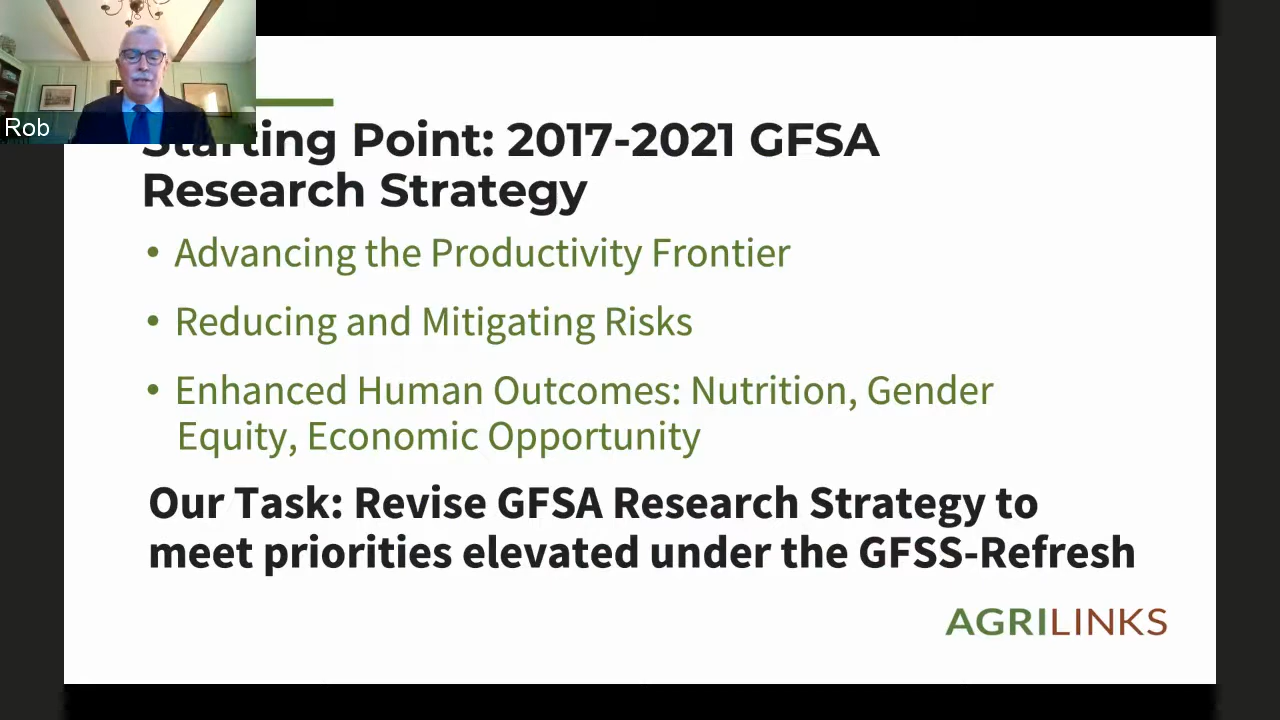 Rob
Starting Point: 2017-2021 GFSA
Research Strategy
• Advancing the Productivity Frontier
• Reducing and Mitigating Risks
• Enhanced Human Outcomes: Nutrition, Gender
Equity, Economic Opportunity
Our Task: Revise GFSA Research Strategy to
meet priorities elevated under the GFSS-Refresh
AGRILINKS